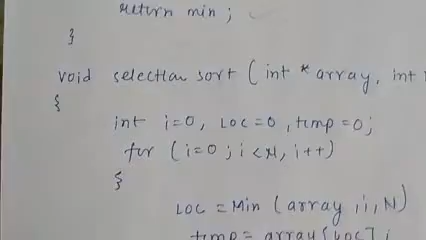 return min ;
}
void selection sort ( int * array, int
{
int i=0, LOC=0 , temp=0;
for (i=0 ; i<N, i++)
{
LOC = Min (array ,i, N)
temp= array[LOC] ;